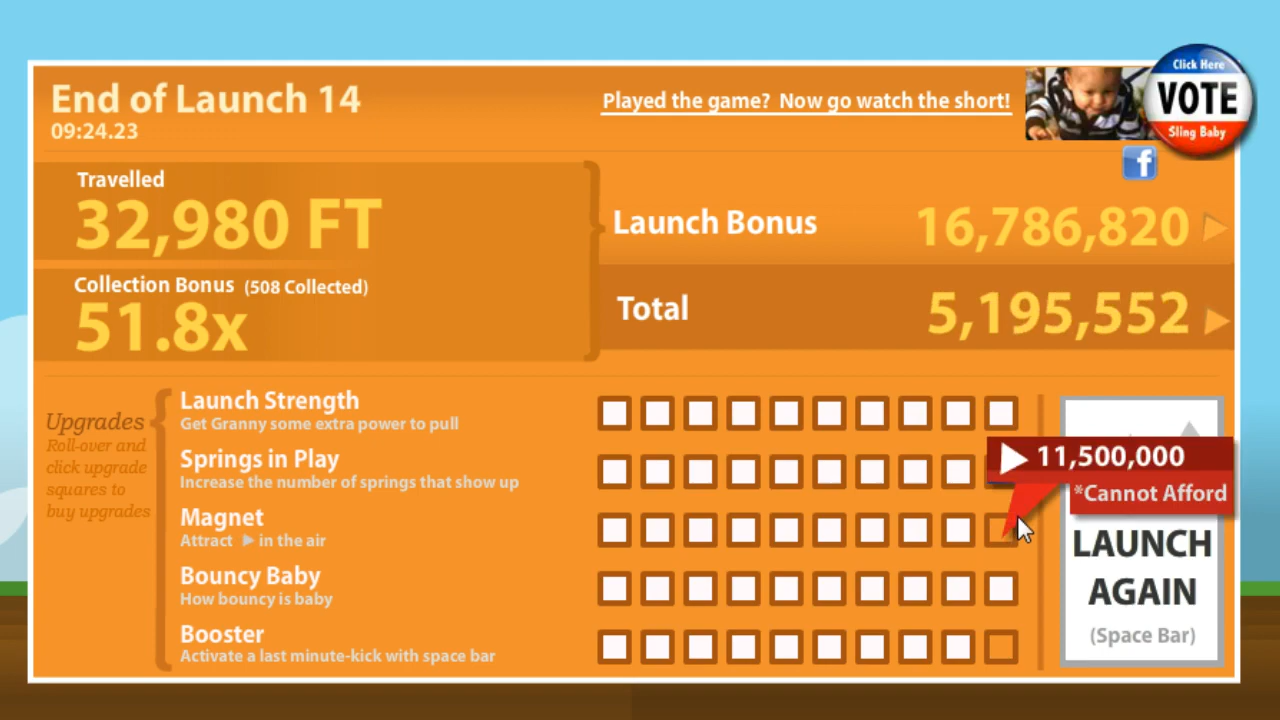 End of Launch 14
09:24.23
Played the game? Now go watch the short!
Click Here
VOTE
Sling Baby
f
Travelled
32,980 FT
Launch Bonus
16,786,820
Collection Bonus (508 Collected)
51.8x
Total
5,195,552
Upgrades
Roll-over and
click upgrade
squares to
buy upgrades
Launch Strength
Get Granny some extra power to pull
Springs in Play
Increase the number of springs that show up
Magnet
Attract in the air
Bouncy Baby
How bouncy is baby
Booster
Activate a last minute-kick with space bar
11,500,000
*Cannot Afford
LAUNCH
AGAIN
(Space Bar)